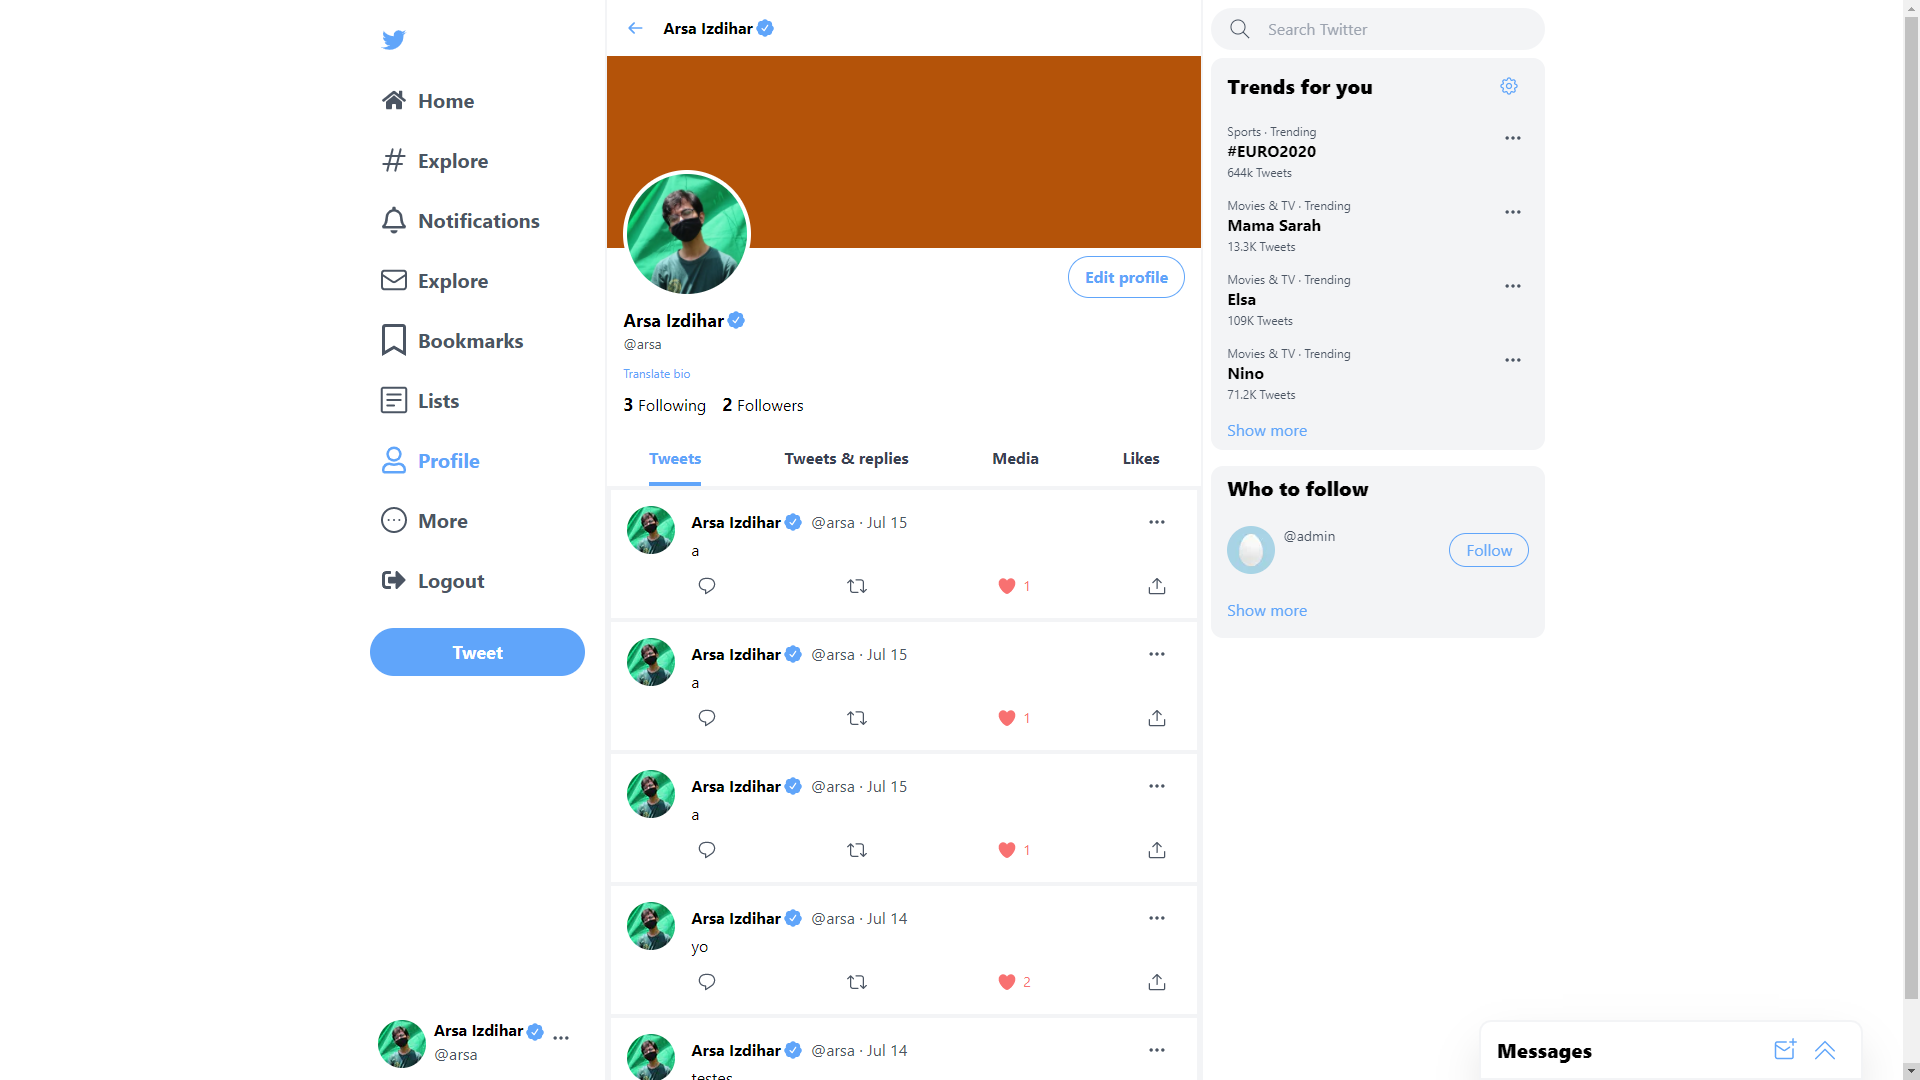 Home
Explore
Notifications
Explore
Bookmarks
Lists
Profile
More
Logout
Tweet
Arsa Izdihar
@arsa
Arsa Izdihar
Edit profile
Arsa Izdihar
@arsa
Translate bio
3 Following 2 Followers
Tweets Tweets & replies Media Likes
Arsa Izdihar @arsa · Jul 15
a
1
Arsa Izdihar @arsa · Jul 15
a
1
Arsa Izdihar @arsa · Jul 15
a
1
Arsa Izdihar @arsa · Jul 14
yo
2
Arsa Izdihar @arsa · Jul 14
testes
Search Twitter
Trends for you
Sports · Trending
#EURO2020
644k Tweets
Movies & TV · Trending
Mama Sarah
13.3K Tweets
Movies & TV · Trending
Elsa
109K Tweets
Movies & TV · Trending
Nino
71.2K Tweets
Show more
Who to follow
@admin
Follow
Show more
Messages